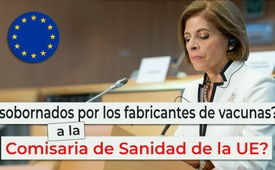 sobornados por los fabricantes de vacunas?
a la
Comisaria de Sanidad de la UE?